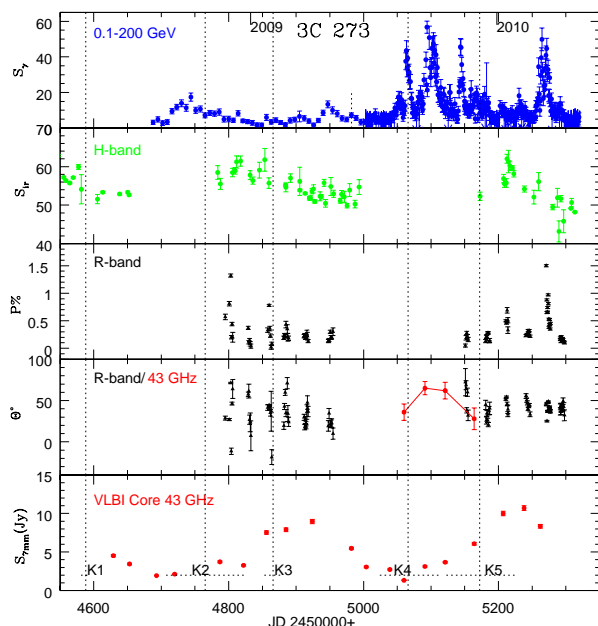 2009 3C 273 2010
0.1-200 GeV
60
40
20
S_γ
70
H-band
60
50
40
S_ir
R-band
1.5
1
0.5
0
P%
100
R-band/ 43 GHz
50
0
Θ°
15
VLBI Core 43 GHz
10
5
0
S_7mm(Jy)
K1 K2 K3 K4 K5
4600 4800 5000 5200
JD 2450000+